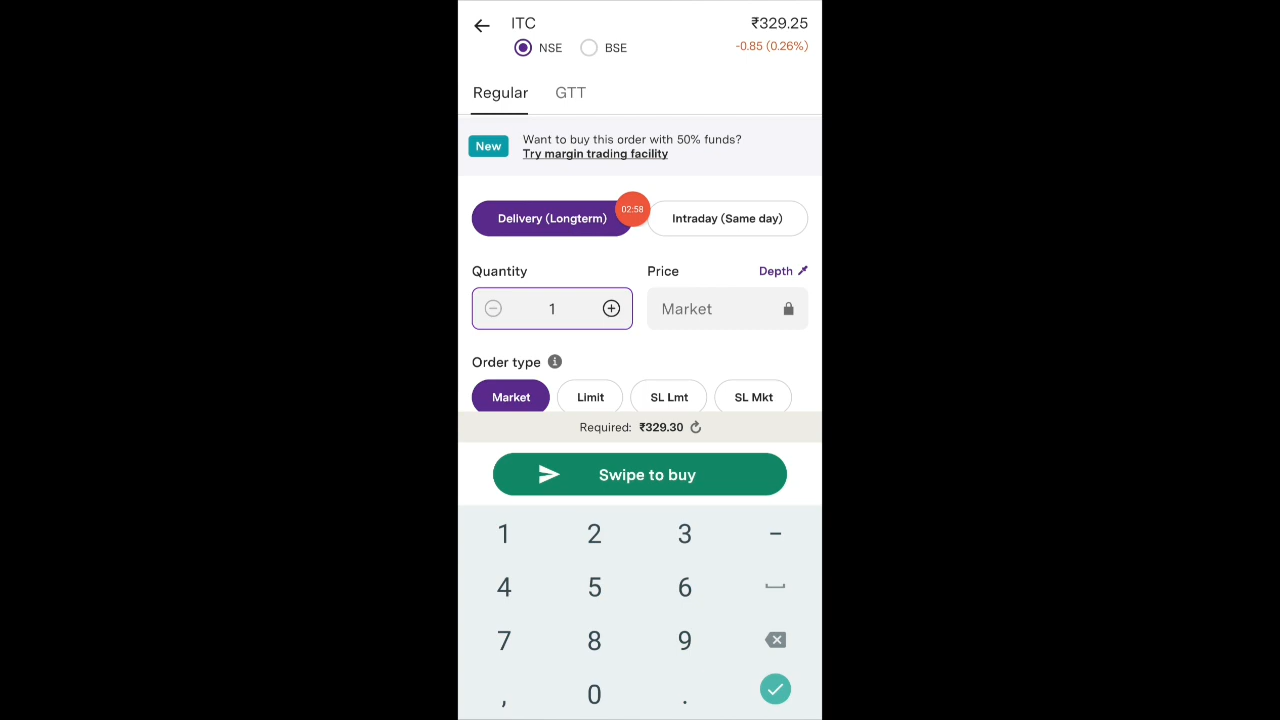 ITC ₹329.25
NSE BSE -0.85 (0.26%)
Regular GTT
New Want to buy this order with 50% funds?
Try margin trading facility
02:58
Delivery (Longterm) Intraday (Same day)
Quantity Price Depth
1 Market
Order type i
Market Limit SL Lmt SL Mkt
Required: ₹329.30
Swipe to buy
1 2 3 -
4 5 6
7 8 9
, 0 .